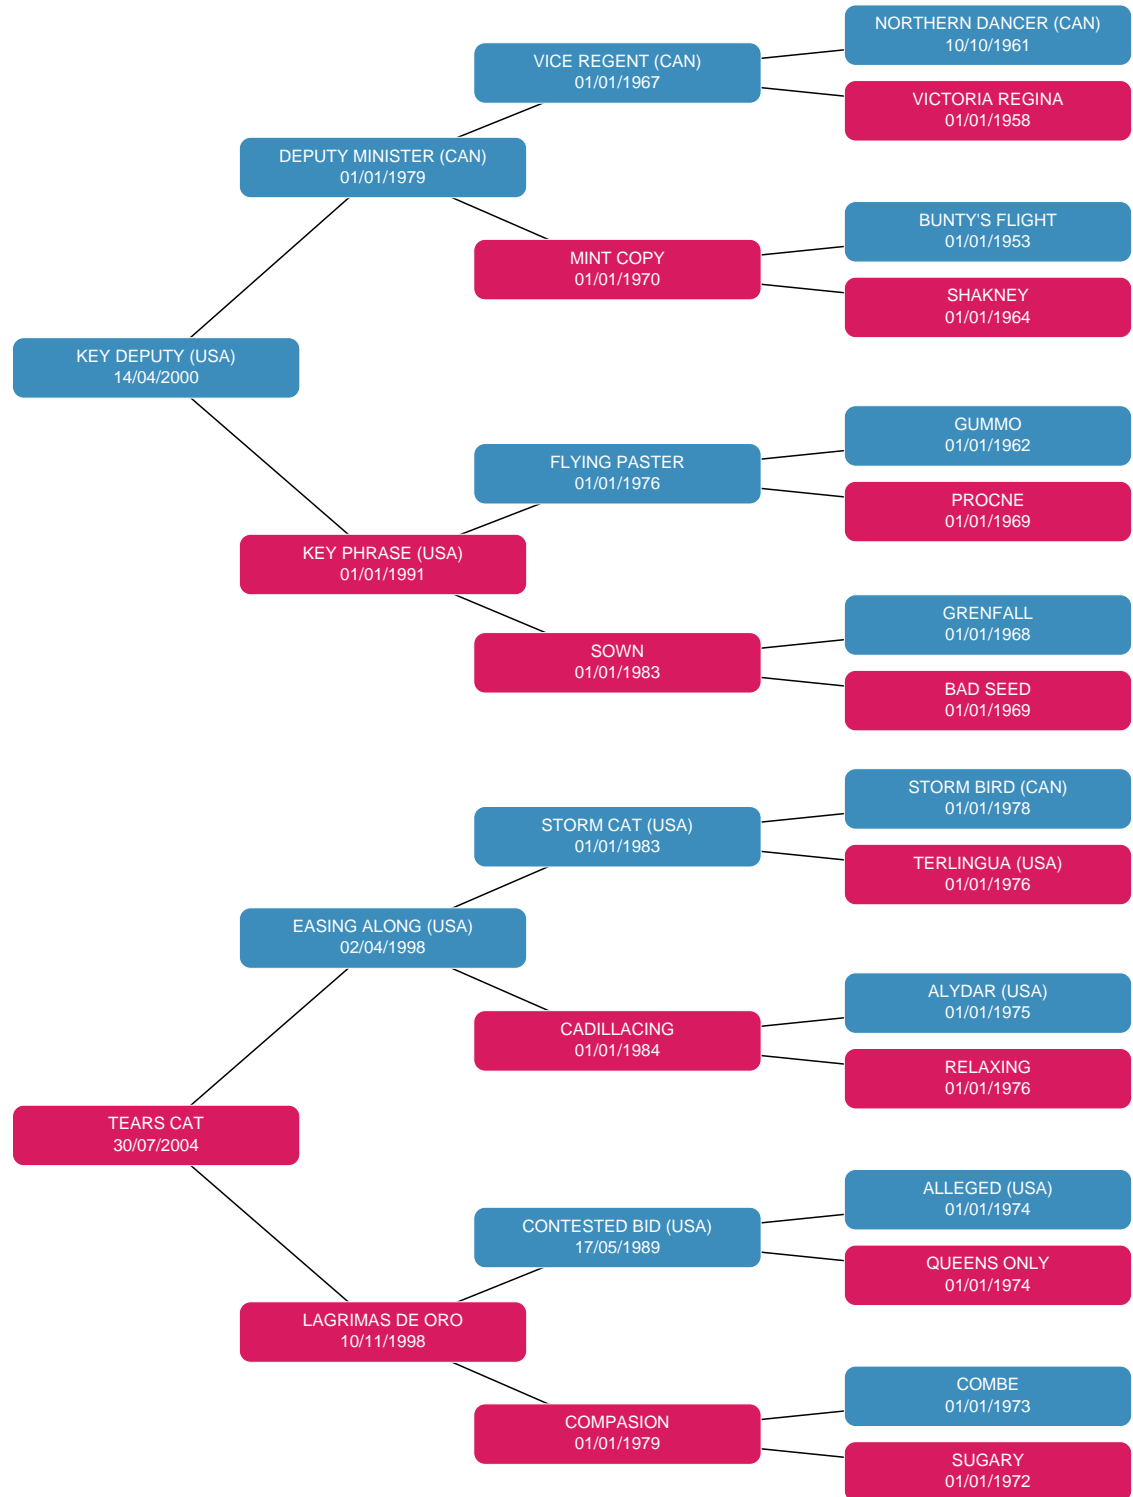 NORTHERN DANCER (CAN)
10/10/1961
VICE REGENT (CAN)
01/01/1967
VICTORIA REGINA
01/01/1958
DEPUTY MINISTER (CAN)
01/01/1979
BUNTY'S FLIGHT
01/01/1953
MINT COPY
01/01/1970
SHAKNEY
01/01/1964
KEY DEPUTY (USA)
14/04/2000
GUMMO
01/01/1962
FLYING PASTER
01/01/1976
PROCNE
01/01/1969
KEY PHRASE (USA)
01/01/1991
GRENFALL
01/01/1968
SOWN
01/01/1983
BAD SEED
01/01/1969
STORM BIRD (CAN)
01/01/1978
STORM CAT (USA)
01/01/1983
TERLINGUA (USA)
01/01/1976
EASING ALONG (USA)
02/04/1998
ALYDAR (USA)
01/01/1975
CADILLACING
01/01/1984
RELAXING
01/01/1976
TEARS CAT
30/07/2004
ALLEGED (USA)
01/01/1974
CONTESTED BID (USA)
17/05/1989
QUEENS ONLY
01/01/1974
LAGRIMAS DE ORO
10/11/1998
COMBE
01/01/1973
COMPASION
01/01/1979
SUGARY
01/01/1972